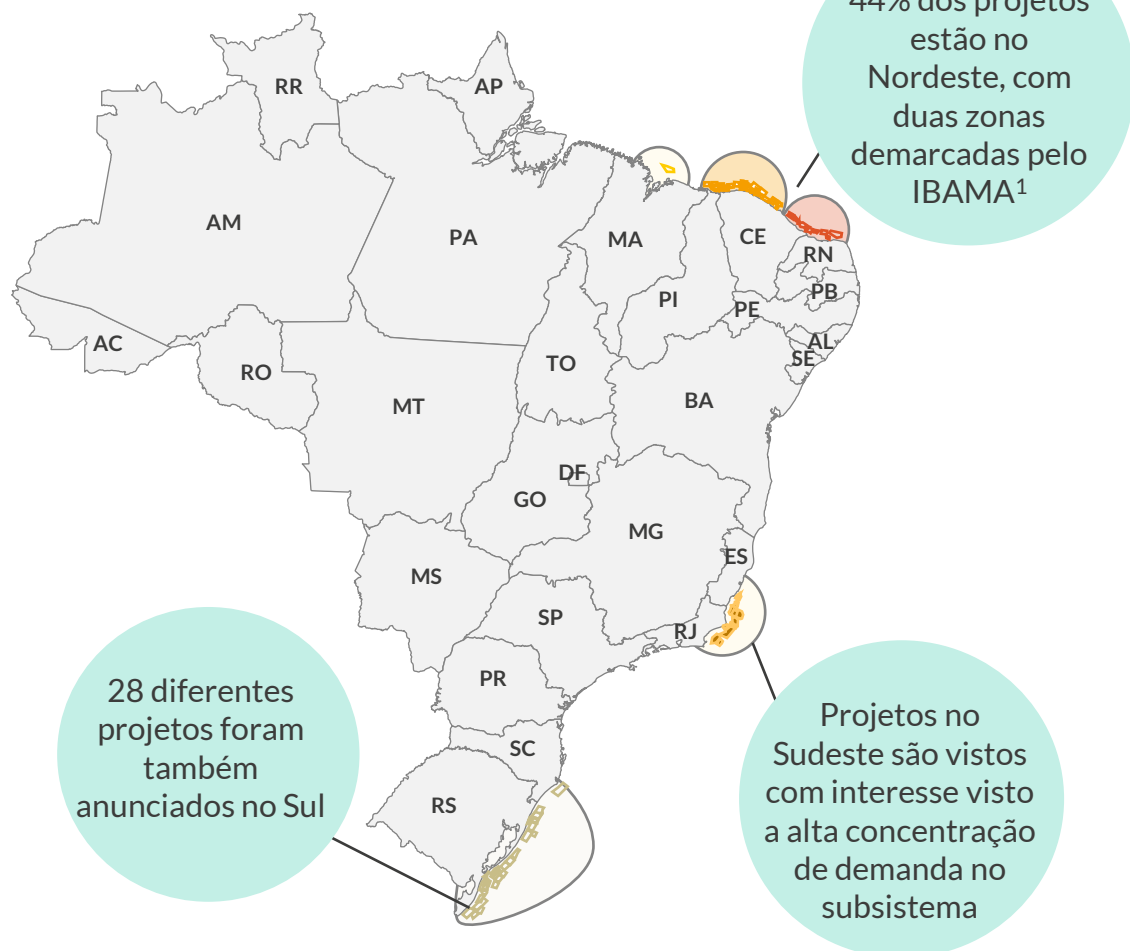 44% dos projetos
estão no
Nordeste, com
duas zonas
demarcadas pelo
IBAMA¹
RR
AP
AM
PA
MA
CE
RN
PB
PI
PE
AL
SE
AC
RO
TO
BA
MT
DF
GO
MG
ES
MS
SP
RJ
PR
SC
RS
28 diferentes
projetos foram
também
anunciados no Sul
Projetos no
Sudeste são vistos
com interesse visto
a alta concentração
de demanda no
subsistema